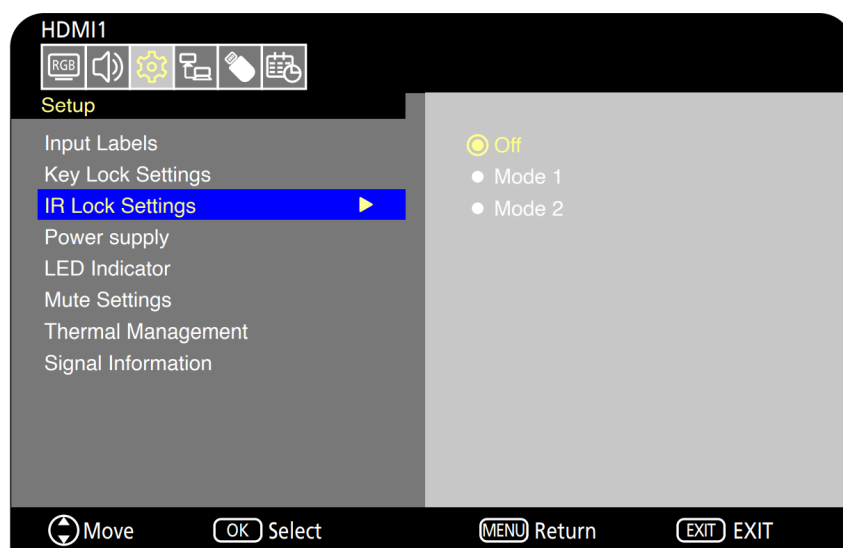 HDMI1
RGB
Setup
Input Labels
Key Lock Settings
IR Lock Settings
Power supply
LED Indicator
Mute Settings
Thermal Management
Signal Information
Off
Mode 1
Mode 2
Move OK Select MENU Return EXIT EXIT